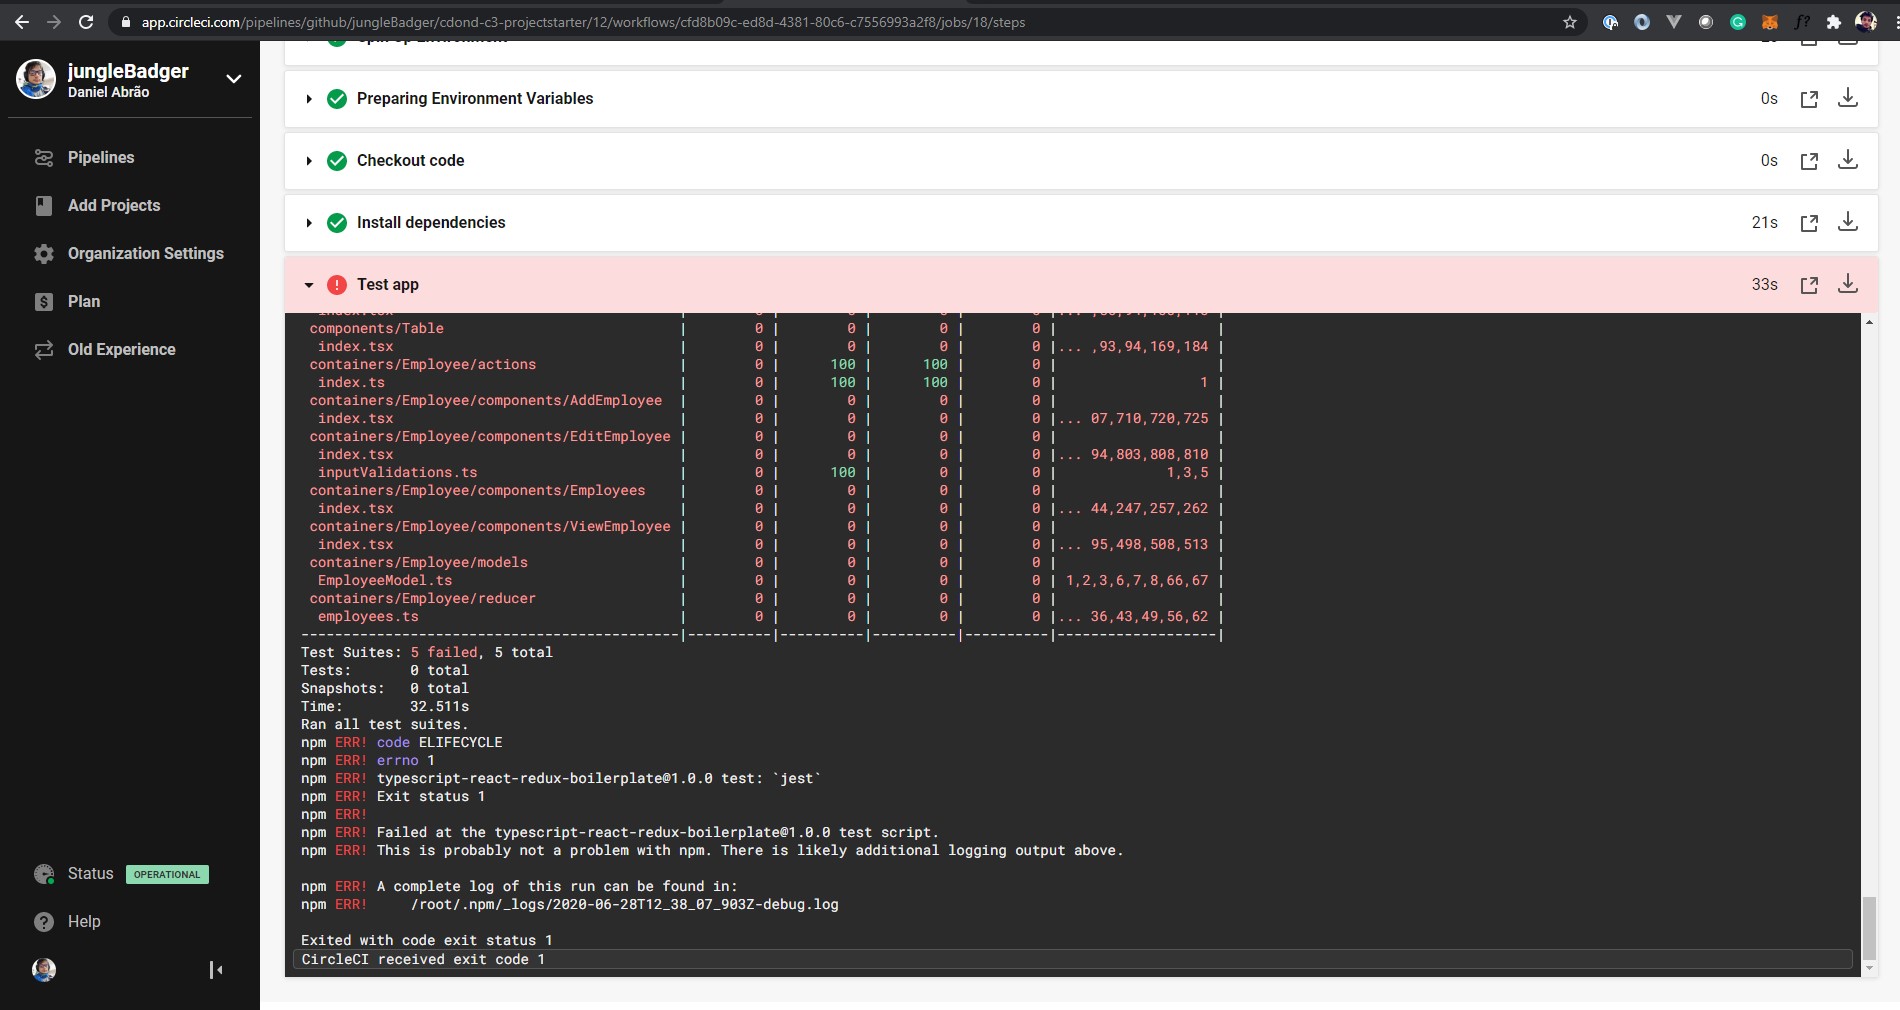 app.circleci.com/pipelines/github/jungleBadger/cdond-c3-projectstarter/12/workflows/cfd8b09c-ed8d-4381-80c6-c7556993a2f8/jobs/18/steps
jungleBadger
Daniel Abrão
Pipelines
Add Projects
Organization Settings
Plan
Old Experience
Status OPERATIONAL
Help
Spin Up Environment
Preparing Environment Variables 0s
Checkout code 0s
Install dependencies 21s
Test app 33s
components/Table | 0 | 0 | 0 | 0 | |
index.tsx | 0 | 0 | 0 | 0 |... ,93,94,169,184 |
containers/Employee/actions | 0 | 100 | 100 | 0 | |
index.ts | 0 | 100 | 100 | 0 | 1 |
containers/Employee/components/AddEmployee | 0 | 0 | 0 | 0 | |
index.tsx | 0 | 0 | 0 | 0 |... 07,710,720,725 |
containers/Employee/components/EditEmployee | 0 | 0 | 0 | 0 | |
index.tsx | 0 | 0 | 0 | 0 |... 94,803,808,810 |
inputValidations.ts | 0 | 100 | 0 | 0 | 1,3,5 |
containers/Employee/components/Employees | 0 | 0 | 0 | 0 | |
index.tsx | 0 | 0 | 0 | 0 |... 44,247,257,262 |
containers/Employee/components/ViewEmployee | 0 | 0 | 0 | 0 | |
index.tsx | 0 | 0 | 0 | 0 |... 95,498,508,513 |
containers/Employee/models | 0 | 0 | 0 | 0 | |
EmployeeModel.ts | 0 | 0 | 0 | 0 | 1,2,3,6,7,8,66,67 |
containers/Employee/reducer | 0 | 0 | 0 | 0 | |
employees.ts | 0 | 0 | 0 | 0 |... 36,43,49,56,62 |
---------------------------------------------|----------|----------|----------|----------|-------------------|
Test Suites: 5 failed, 5 total
Tests: 0 total
Snapshots: 0 total
Time: 32.511s
Ran all test suites.
npm ERR! code ELIFECYCLE
npm ERR! errno 1
npm ERR! typescript-react-redux-boilerplate@1.0.0 test: `jest`
npm ERR! Exit status 1
npm ERR!
npm ERR! Failed at the typescript-react-redux-boilerplate@1.0.0 test script.
npm ERR! This is probably not a problem with npm. There is likely additional logging output above.
npm ERR! A complete log of this run can be found in:
npm ERR! /root/.npm/_logs/2020-06-28T12_38_07_903Z-debug.log
Exited with code exit status 1
CircleCI received exit code 1